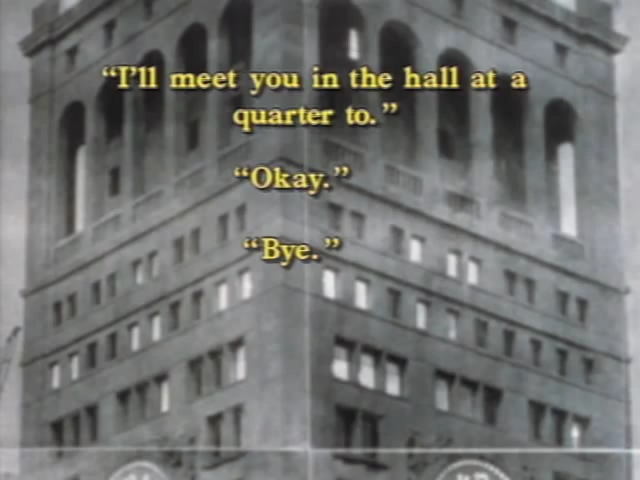 “I'll meet you in the hall at a
quarter to.”
“Okay.”
“Bye.”